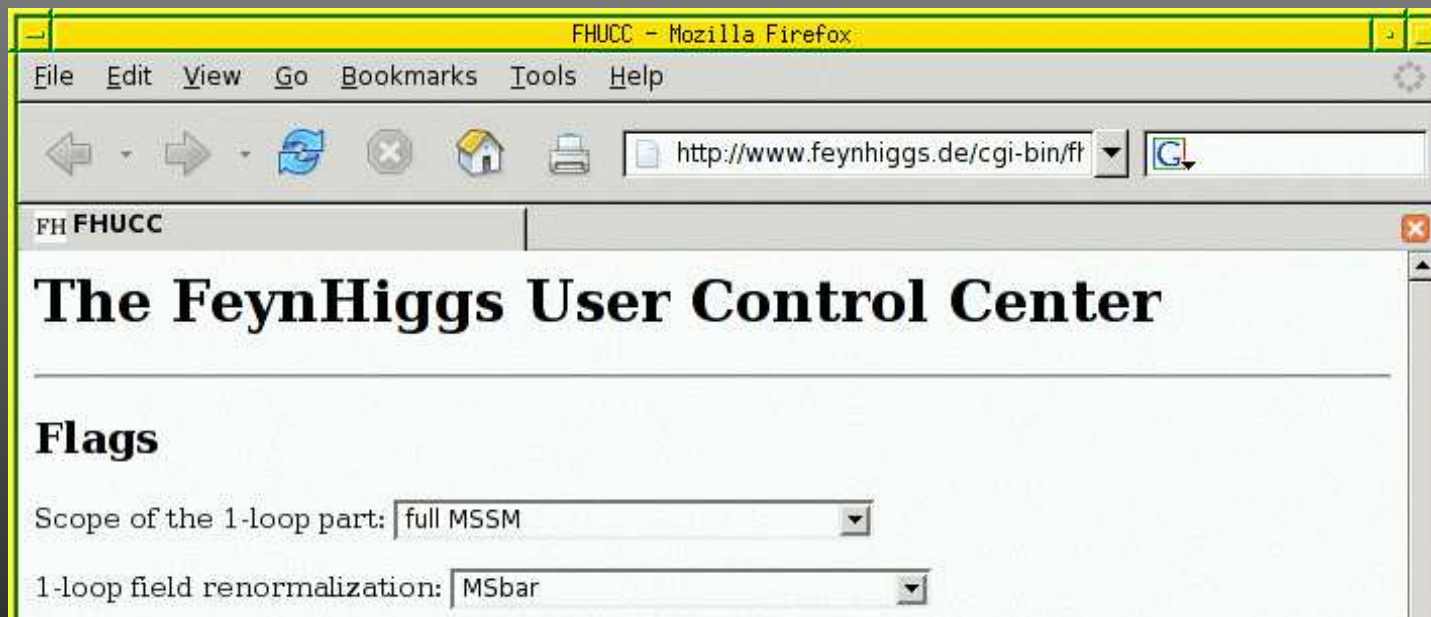 FHUCC - Mozilla Firefox
File Edit View Go Bookmarks Tools Help
http://www.feynhiggs.de/cgi-bin/fh G
FH FHUCC
The FeynHiggs User Control Center
Flags
Scope of the 1-loop part: full MSSM
1-loop field renormalization: MSbar